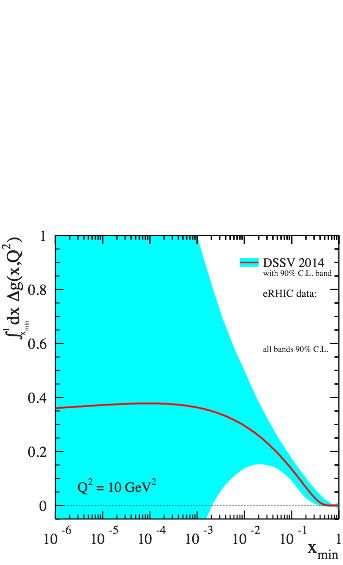 ∫¹ₓₘᵢₙ dx Δg(x,Q²)
1
0.8
0.6
0.4
0.2
0
DSSV 2014
with 90% C.L. band
eRHIC data:
all bands 90% C.L.
Q² = 10 GeV²
10⁻⁶ 10⁻⁵ 10⁻⁴ 10⁻³ 10⁻² 10⁻¹ 1
xₘᵢₙ